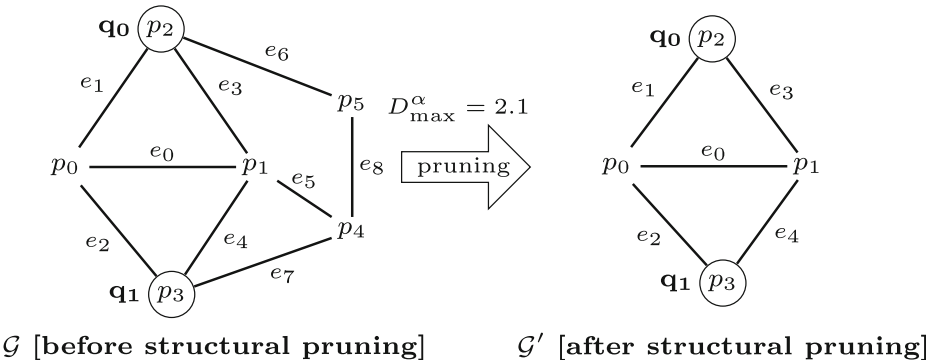 q₀ p₂ q₀ p₂
e₆
e₁ e₃ e₁ e₃
p₅ D^α_max = 2.1
p₀ e₀ p₁ e₈ pruning p₀ e₀ p₁
e₅
p₄
e₂ e₄ e₂ e₄
e₇
q₁ p₃ q₁ p₃
𝒢 [before structural pruning] 𝒢′ [after structural pruning]